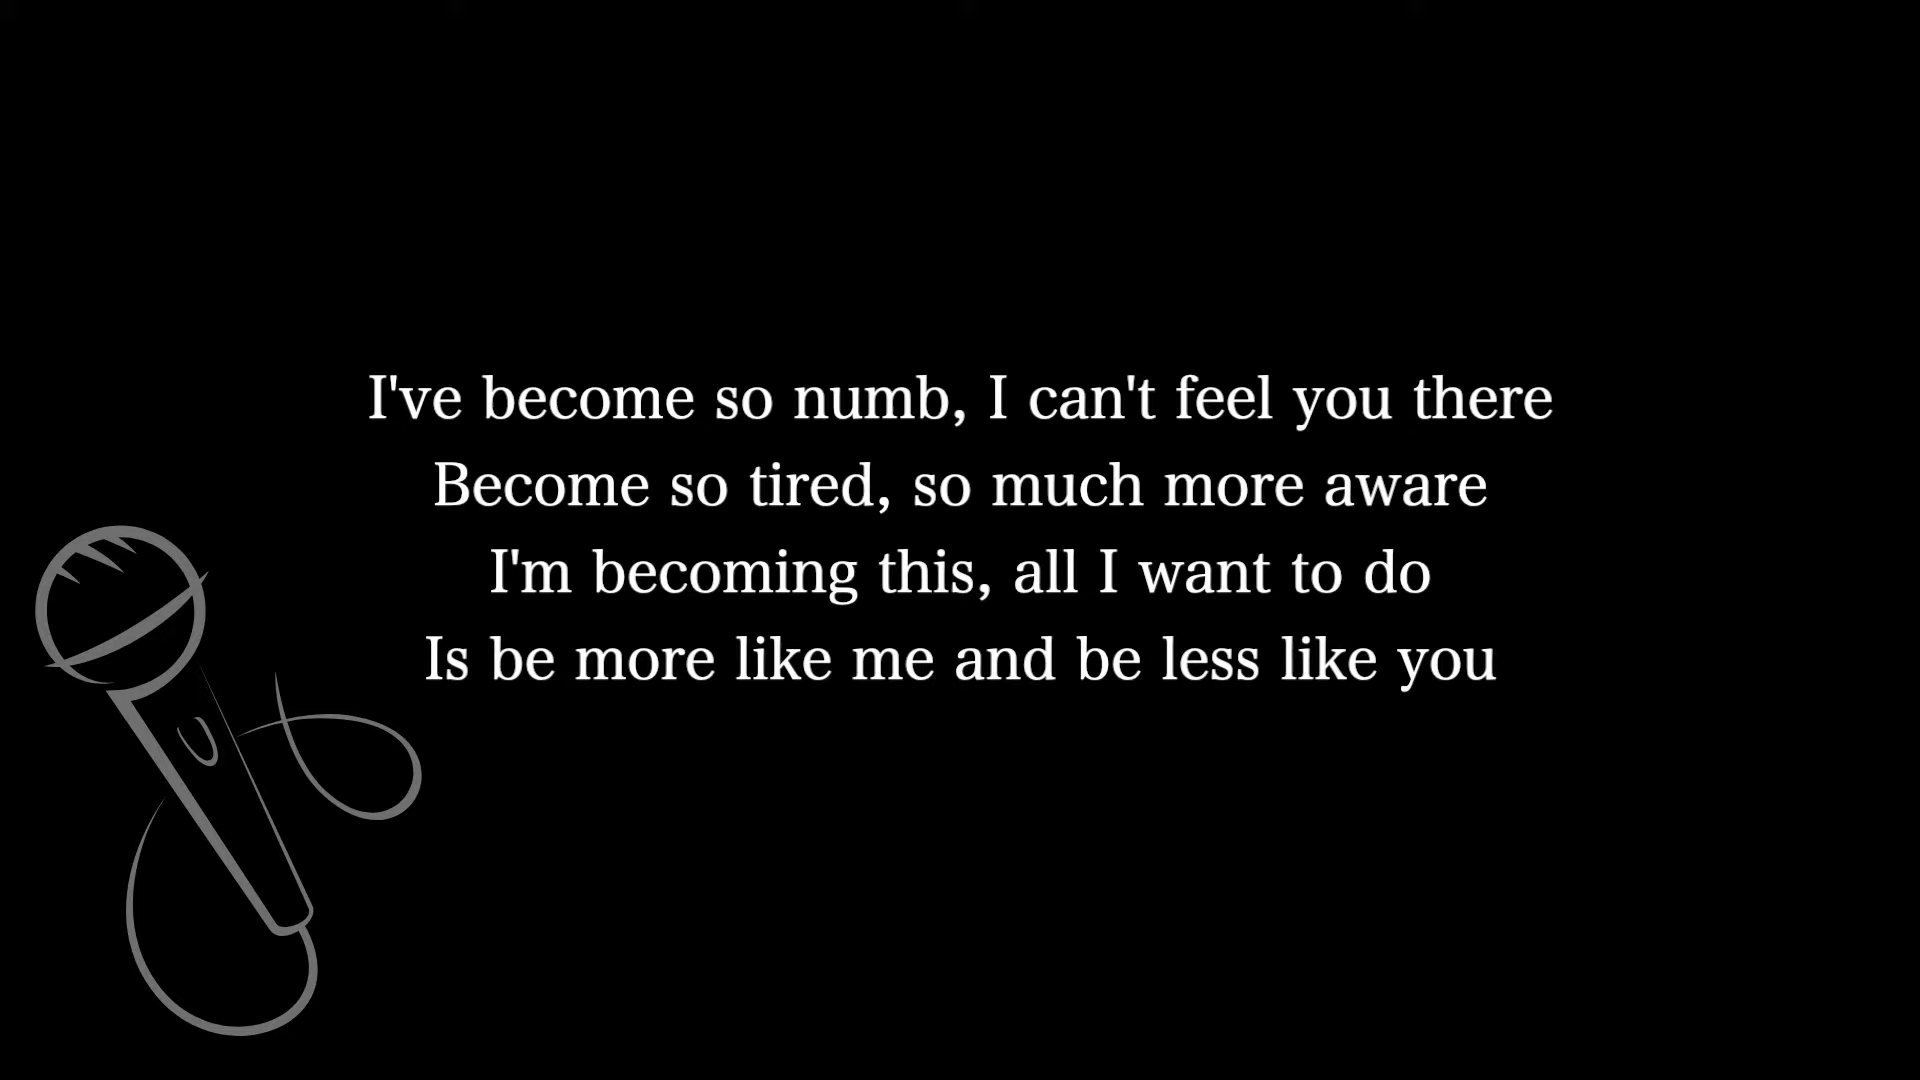 I've become so numb, I can't feel you there
Become so tired, so much more aware
I'm becoming this, all I want to do
Is be more like me and be less like you